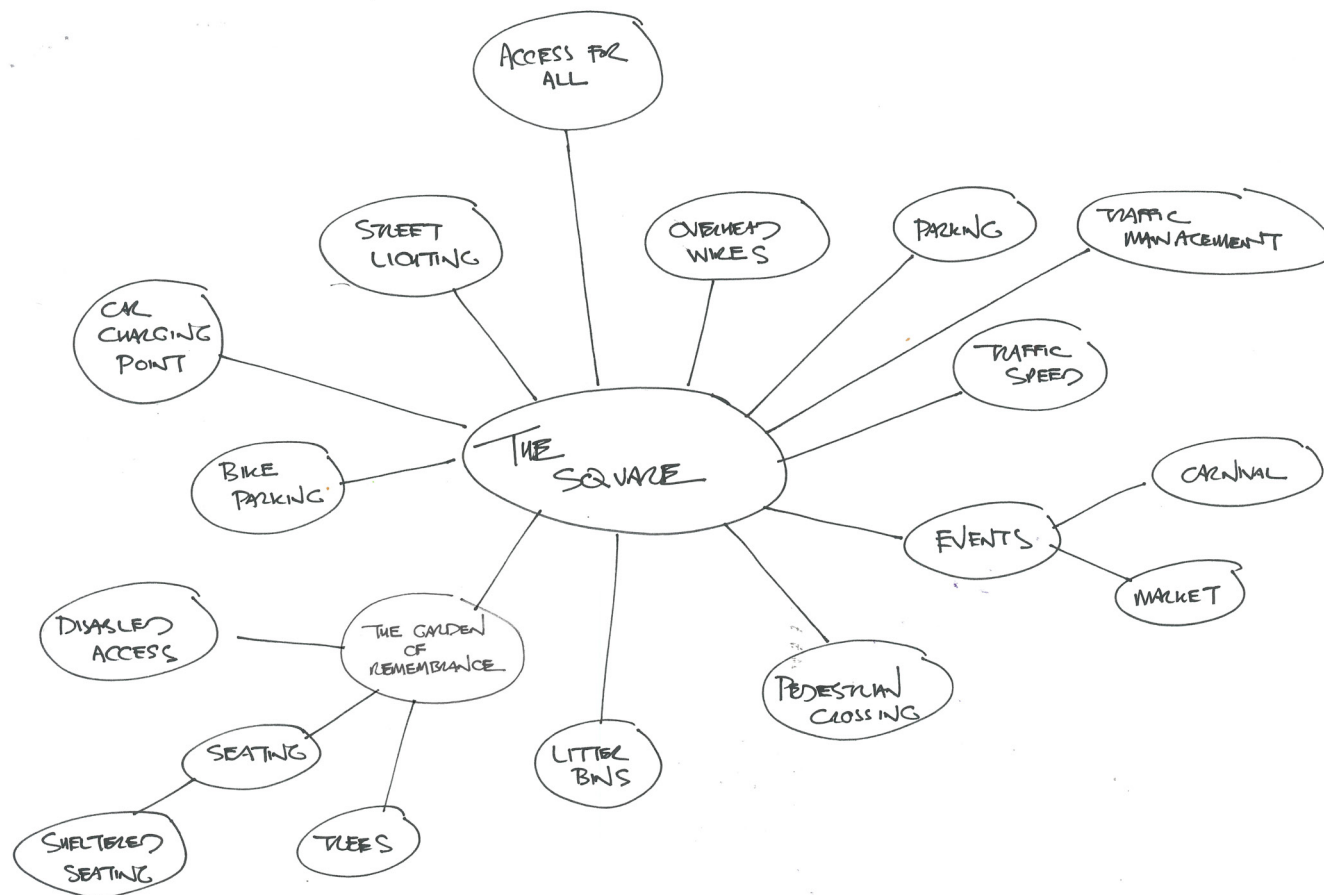 ACCESS FOR
ALL
STREET
LIGHTING
OVERHEAD
WIRES
PARKING
TRAFFIC
MANAGEMENT
CAR
CHARGING
POINT
TRAFFIC
SPEED
THE
SQUARE
BIKE
PARKING
CARNIVAL
EVENTS
MARKET
DISABLED
ACCESS
THE GARDEN
OF
REMEMBRANCE
PEDESTRIAN
CROSSING
SEATING
LITTER
BINS
SHELTERED
SEATING
TREES